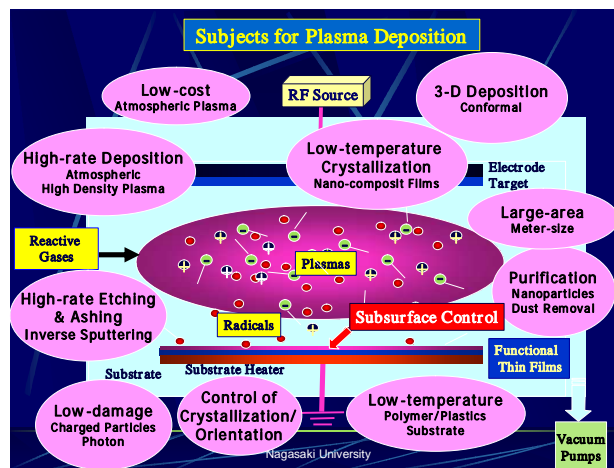 Subjects for Plasma Deposition
Low-cost
Atmospheric Plasma
RF Source
3-D Deposition
Conformal
High-rate Deposition
Atmospheric
High Density Plasma
Low-temperature
Crystallization
Nano-composit Films
Electrode
Target
Large-area
Meter-size
Reactive
Gases
Plasmas
Purification
Nanoparticles
Dust Removal
High-rate Etching
& Ashing
Inverse Sputtering
Radicals
Subsurface Control
Substrate
Substrate Heater
Functional
Thin Films
Low-damage
Charged Particles
Photon
Control of
Crystallization/
Orientation
Low-temperature
Polymer/Plastics
Substrate
Vacuum
Pumps
Nagasaki University